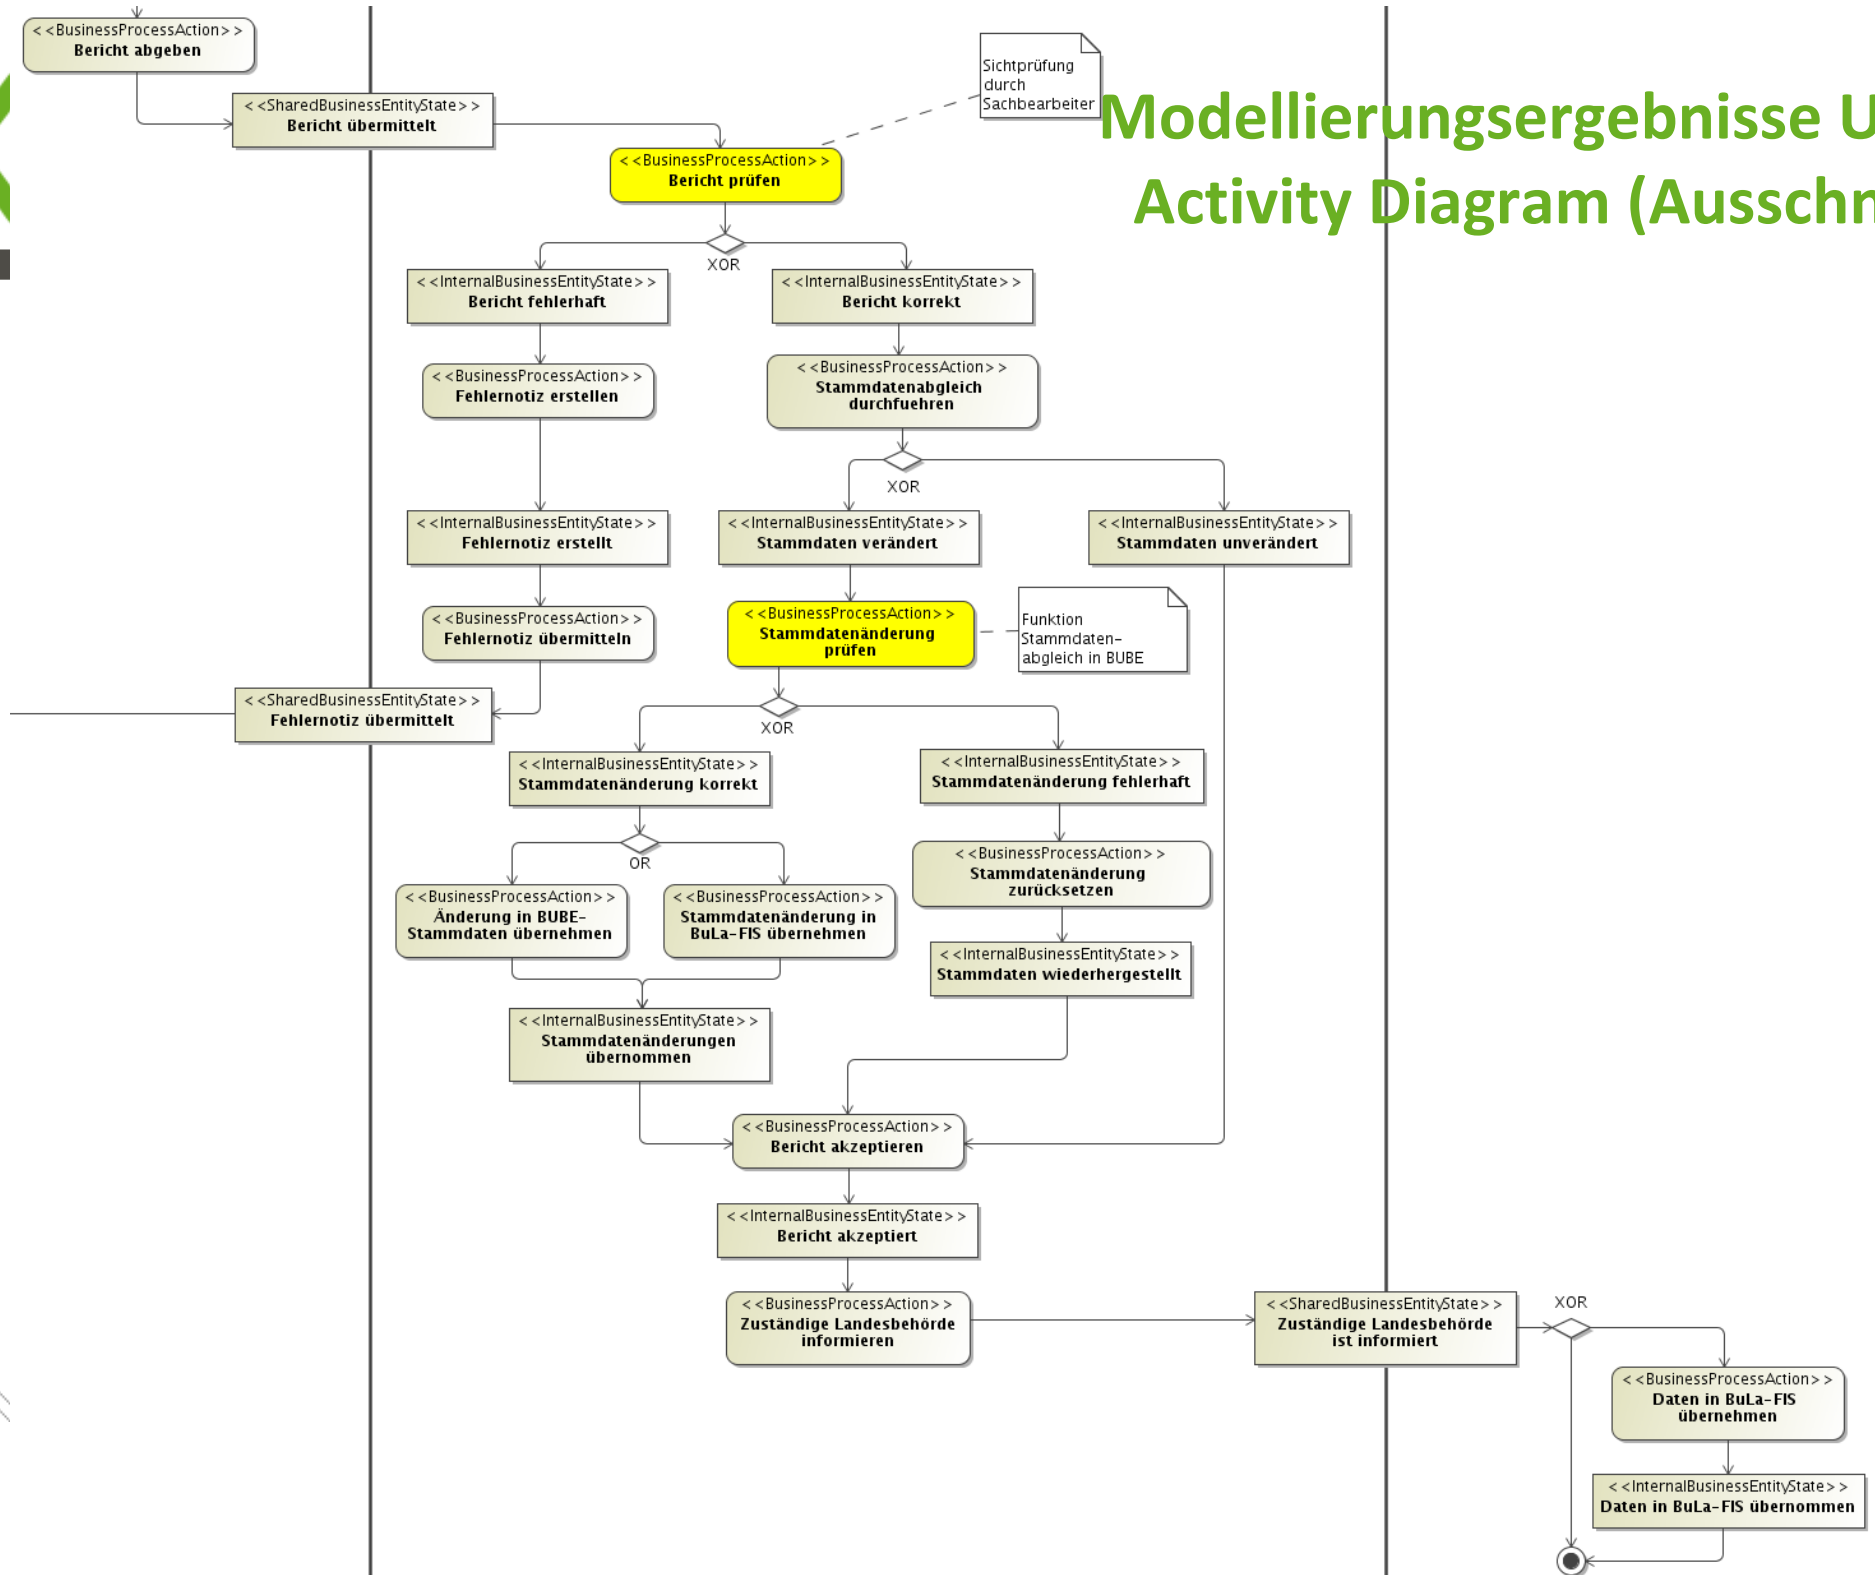 <<BusinessProcessAction>>
Bericht abgeben
<<SharedBusinessEntityState>>
Bericht übermittelt
Sichtprüfung
durch
Sachbearbeiter
Modellierungsergebnisse U
Activity Diagram (Ausschn
<<BusinessProcessAction>>
Bericht prüfen
XOR
<<InternalBusinessEntityState>>
Bericht fehlerhaft
<<InternalBusinessEntityState>>
Bericht korrekt
<<BusinessProcessAction>>
Fehlernotiz erstellen
<<BusinessProcessAction>>
Stammdatenabgleich
durchfuehren
XOR
<<InternalBusinessEntityState>>
Fehlernotiz erstellt
<<InternalBusinessEntityState>>
Stammdaten verändert
<<InternalBusinessEntityState>>
Stammdaten unverändert
<<BusinessProcessAction>>
Fehlernotiz übermitteln
<<BusinessProcessAction>>
Stammdatenänderung
prüfen
Funktion
Stammdaten-
abgleich in BUBE
<<SharedBusinessEntityState>>
Fehlernotiz übermittelt
XOR
<<InternalBusinessEntityState>>
Stammdatenänderung korrekt
<<InternalBusinessEntityState>>
Stammdatenänderung fehlerhaft
OR
<<BusinessProcessAction>>
Änderung in BUBE-
Stammdaten übernehmen
<<BusinessProcessAction>>
Stammdatenänderung in
BuLa-FIS übernehmen
<<BusinessProcessAction>>
Stammdatenänderung
zurücksetzen
<<InternalBusinessEntityState>>
Stammdaten wiederhergestellt
<<InternalBusinessEntityState>>
Stammdatenänderungen
übernommen
<<BusinessProcessAction>>
Bericht akzeptieren
<<InternalBusinessEntityState>>
Bericht akzeptiert
<<BusinessProcessAction>>
Zuständige Landesbehörde
informieren
<<SharedBusinessEntityState>>
Zuständige Landesbehörde
ist informiert
XOR
<<BusinessProcessAction>>
Daten in BuLa-FIS
übernehmen
<<InternalBusinessEntityState>>
Daten in BuLa-FIS übernommen